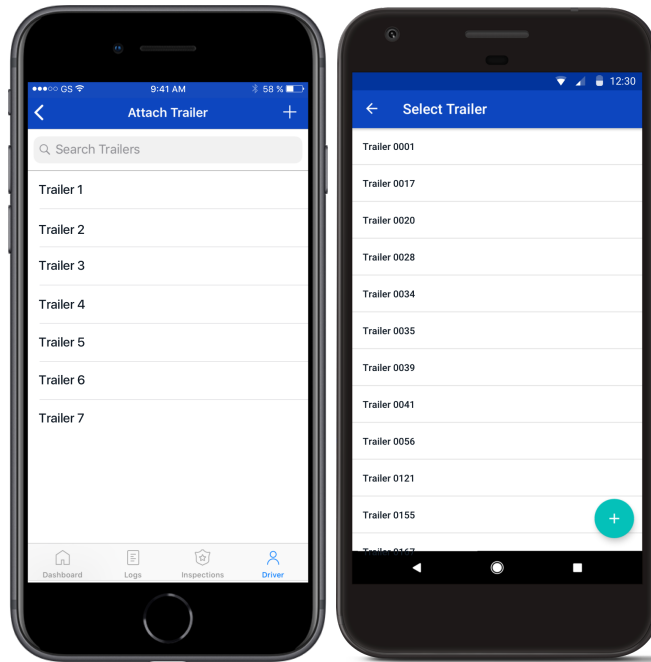 GS 9:41 AM 58 %
Attach Trailer
Search Trailers
Trailer 1
Trailer 2
Trailer 3
Trailer 4
Trailer 5
Trailer 6
Trailer 7
Dashboard Logs Inspections Driver
12:30
Select Trailer
Trailer 0001
Trailer 0017
Trailer 0020
Trailer 0028
Trailer 0034
Trailer 0035
Trailer 0039
Trailer 0041
Trailer 0056
Trailer 0121
Trailer 0155
Trailer 0167